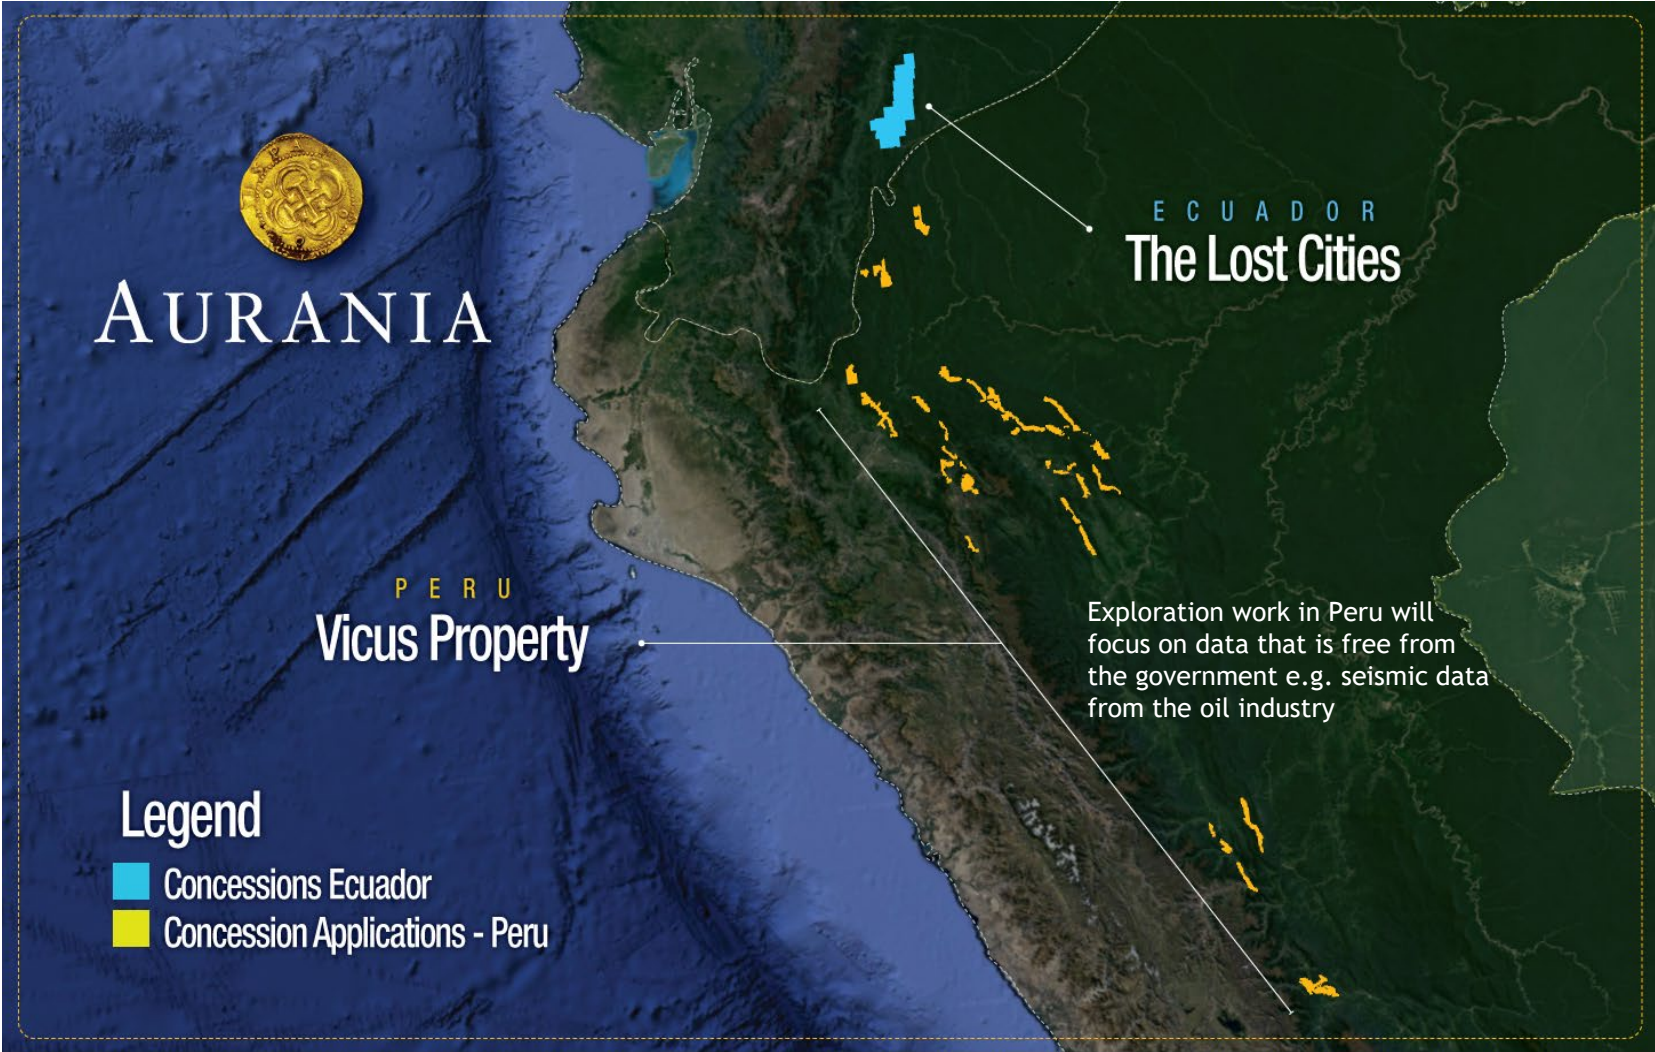 ECUADOR
The Lost Cities
AURANIA
PERU
Vicus Property
Exploration work in Peru will
focus on data that is free from
the government e.g. seismic data
from the oil industry
Legend
Concessions Ecuador
Concession Applications - Peru